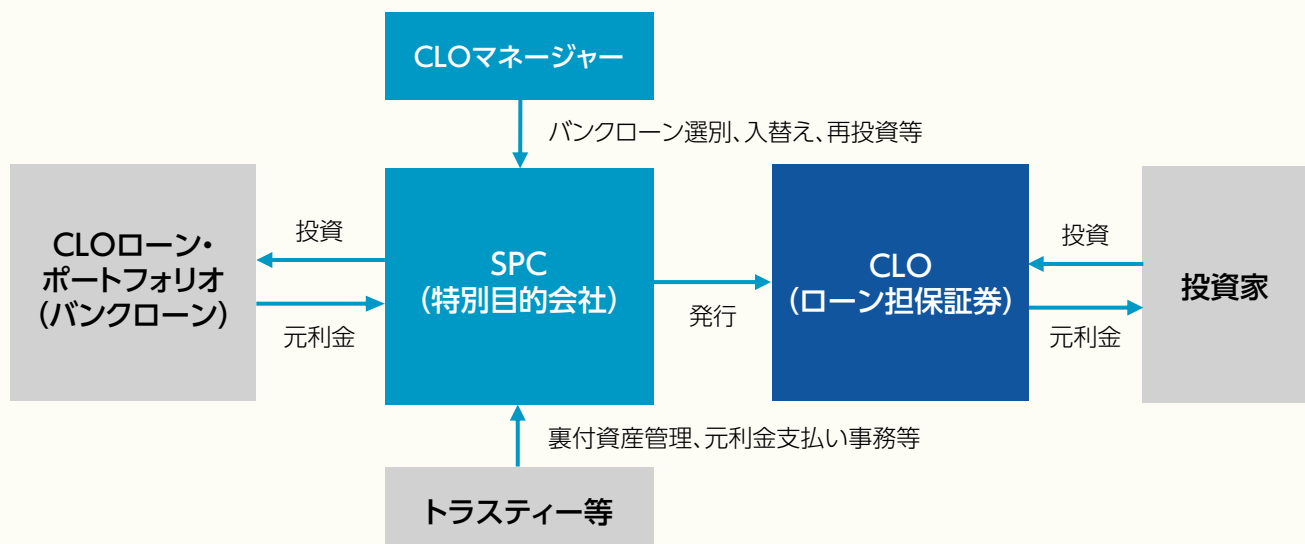 CLOマネージャー
バンクローン選別、入替え、再投資等
CLOローン・
ポートフォリオ
(バンクローン)
投資
元利金
SPC
(特別目的会社)
発行
CLO
(ローン担保証券)
投資
元利金
投資家
裏付資産管理、元利金支払い事務等
トラスティー等